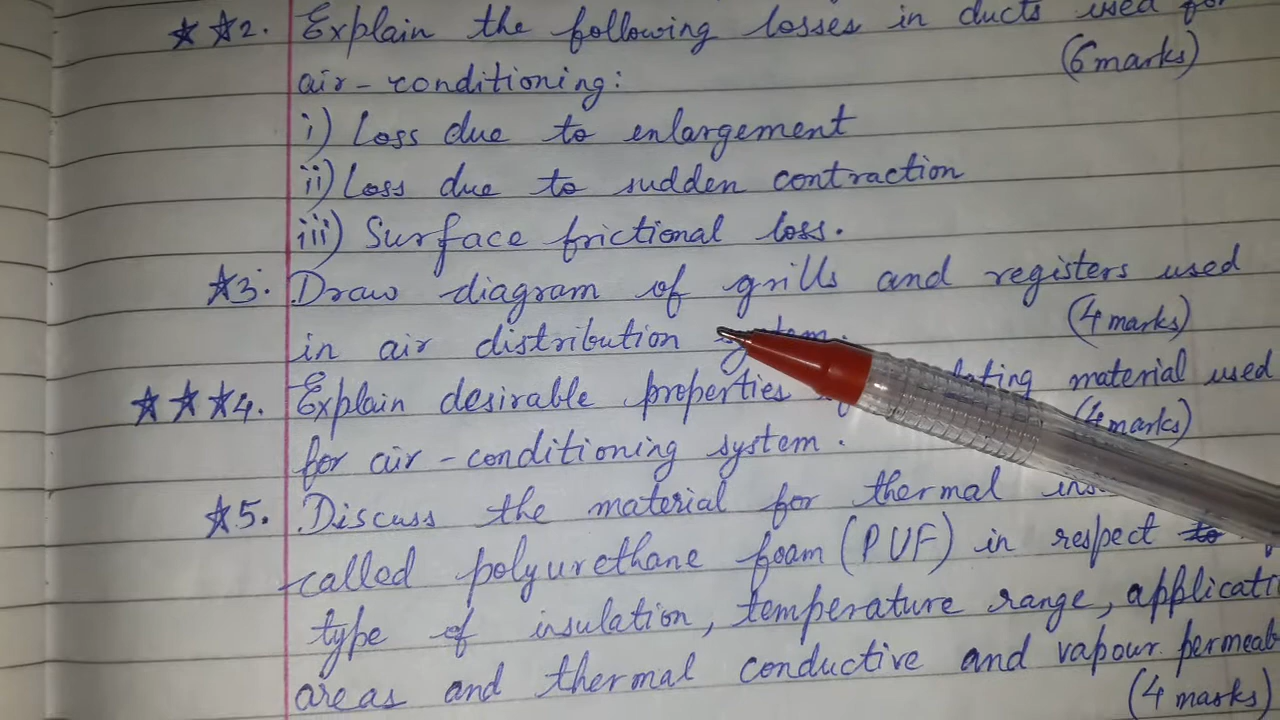 ★★2. Explain the following losses in ducts used for
(6 marks)
air-conditioning:
i) Loss due to enlargement
ii) Loss due to sudden contraction
iii) Surface frictional loss.
★3. Draw diagram of grills and registers used
in air distribution (4 marks)
★★★4. Explain desirable properties material used
for air-conditioning system. (4 marks)
★5. Discuss the material for thermal
called polyurethane foam (PUF) in respect to
type of insulation, temperature range,
areas and thermal conductive and vapour
(4 marks)